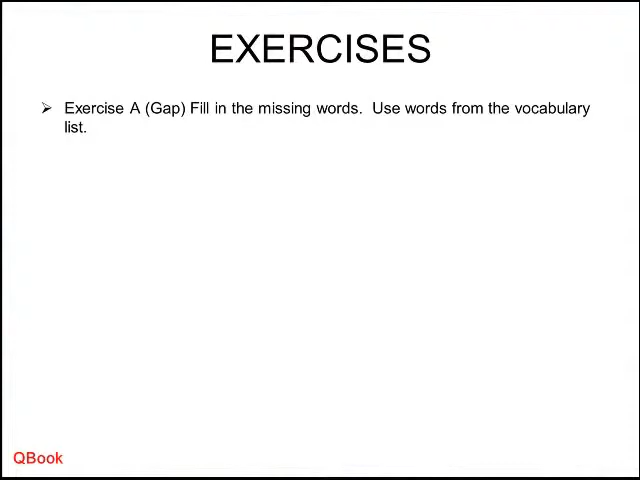 EXERCISES
➢ Exercise A (Gap) Fill in the missing words.  Use words from the vocabulary
list.
QBook